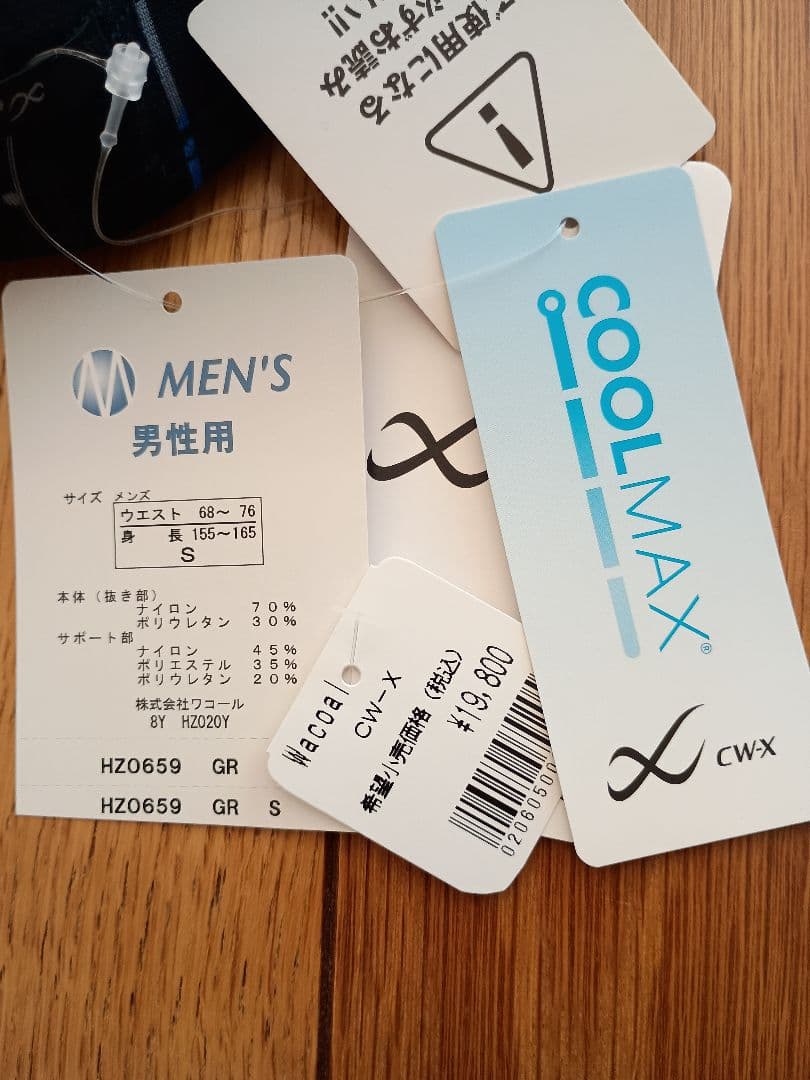 ご使用になる
必ずお読み
い!!
MEN'S
男性用
サイズ メンズ
ウエスト 68～ 76
身 長 155～165
S
本体（抜き部）
ナイロン 70%
ポリウレタン 30%
サポート部
ナイロン 45%
ポリエステル 35%
ポリウレタン 20%
株式会社ワコール
8Y HZ020Y
HZ0659 GR
HZ0659 GR S
Wacoal
CW-X
希望小売価格（税込）
¥19,800
02060500
COOLMAX®
CW-X